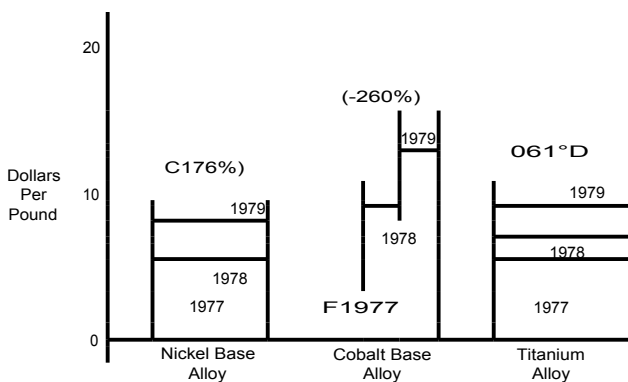 20
(-260%)
1979
061°D
C176%)
Dollars
Per
Pound
10
1979
1979
1978
1978
1978
1977
F1977
1977
0
Nickel Base
Alloy
Cobalt Base
Alloy
Titanium
Alloy